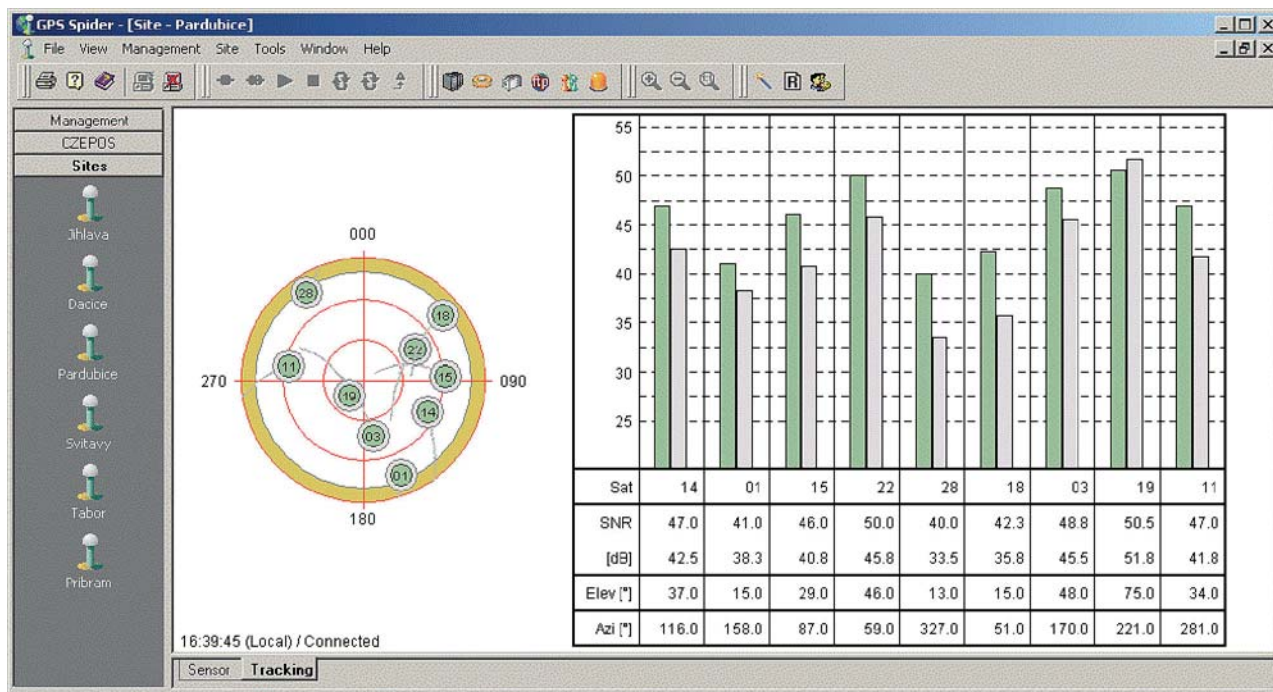 GPS Spider - [Site - Pardubice]
File View Management Site Tools Window Help
ftp R
Management
CZEPOS
Sites
Jihlava
Dacice
Pardubice
Svitavy
Tabor
Pribram
000
28
18
22
11
270
15
090
19
14
03
01
180
16:39:45 (Local) / Connected
55
50
45
40
35
30
25
Sat 14 01 15 22 28 18 03 19 11
SNR 47.0 41.0 46.0 50.0 40.0 42.3 48.8 50.5 47.0
[dB] 42.5 38.3 40.8 45.8 33.5 35.8 45.5 51.8 41.8
Elev [°] 37.0 15.0 29.0 46.0 13.0 15.0 48.0 75.0 34.0
Azi [°] 116.0 158.0 87.0 59.0 327.0 51.0 170.0 221.0 281.0
Sensor Tracking